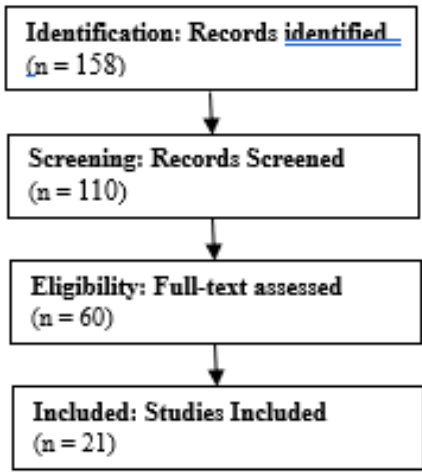 Identification: Records identified
(n = 158)
Screening: Records Screened
(n = 110)
Eligibility: Full-text assessed
(n = 60)
Included: Studies Included
(n = 21)